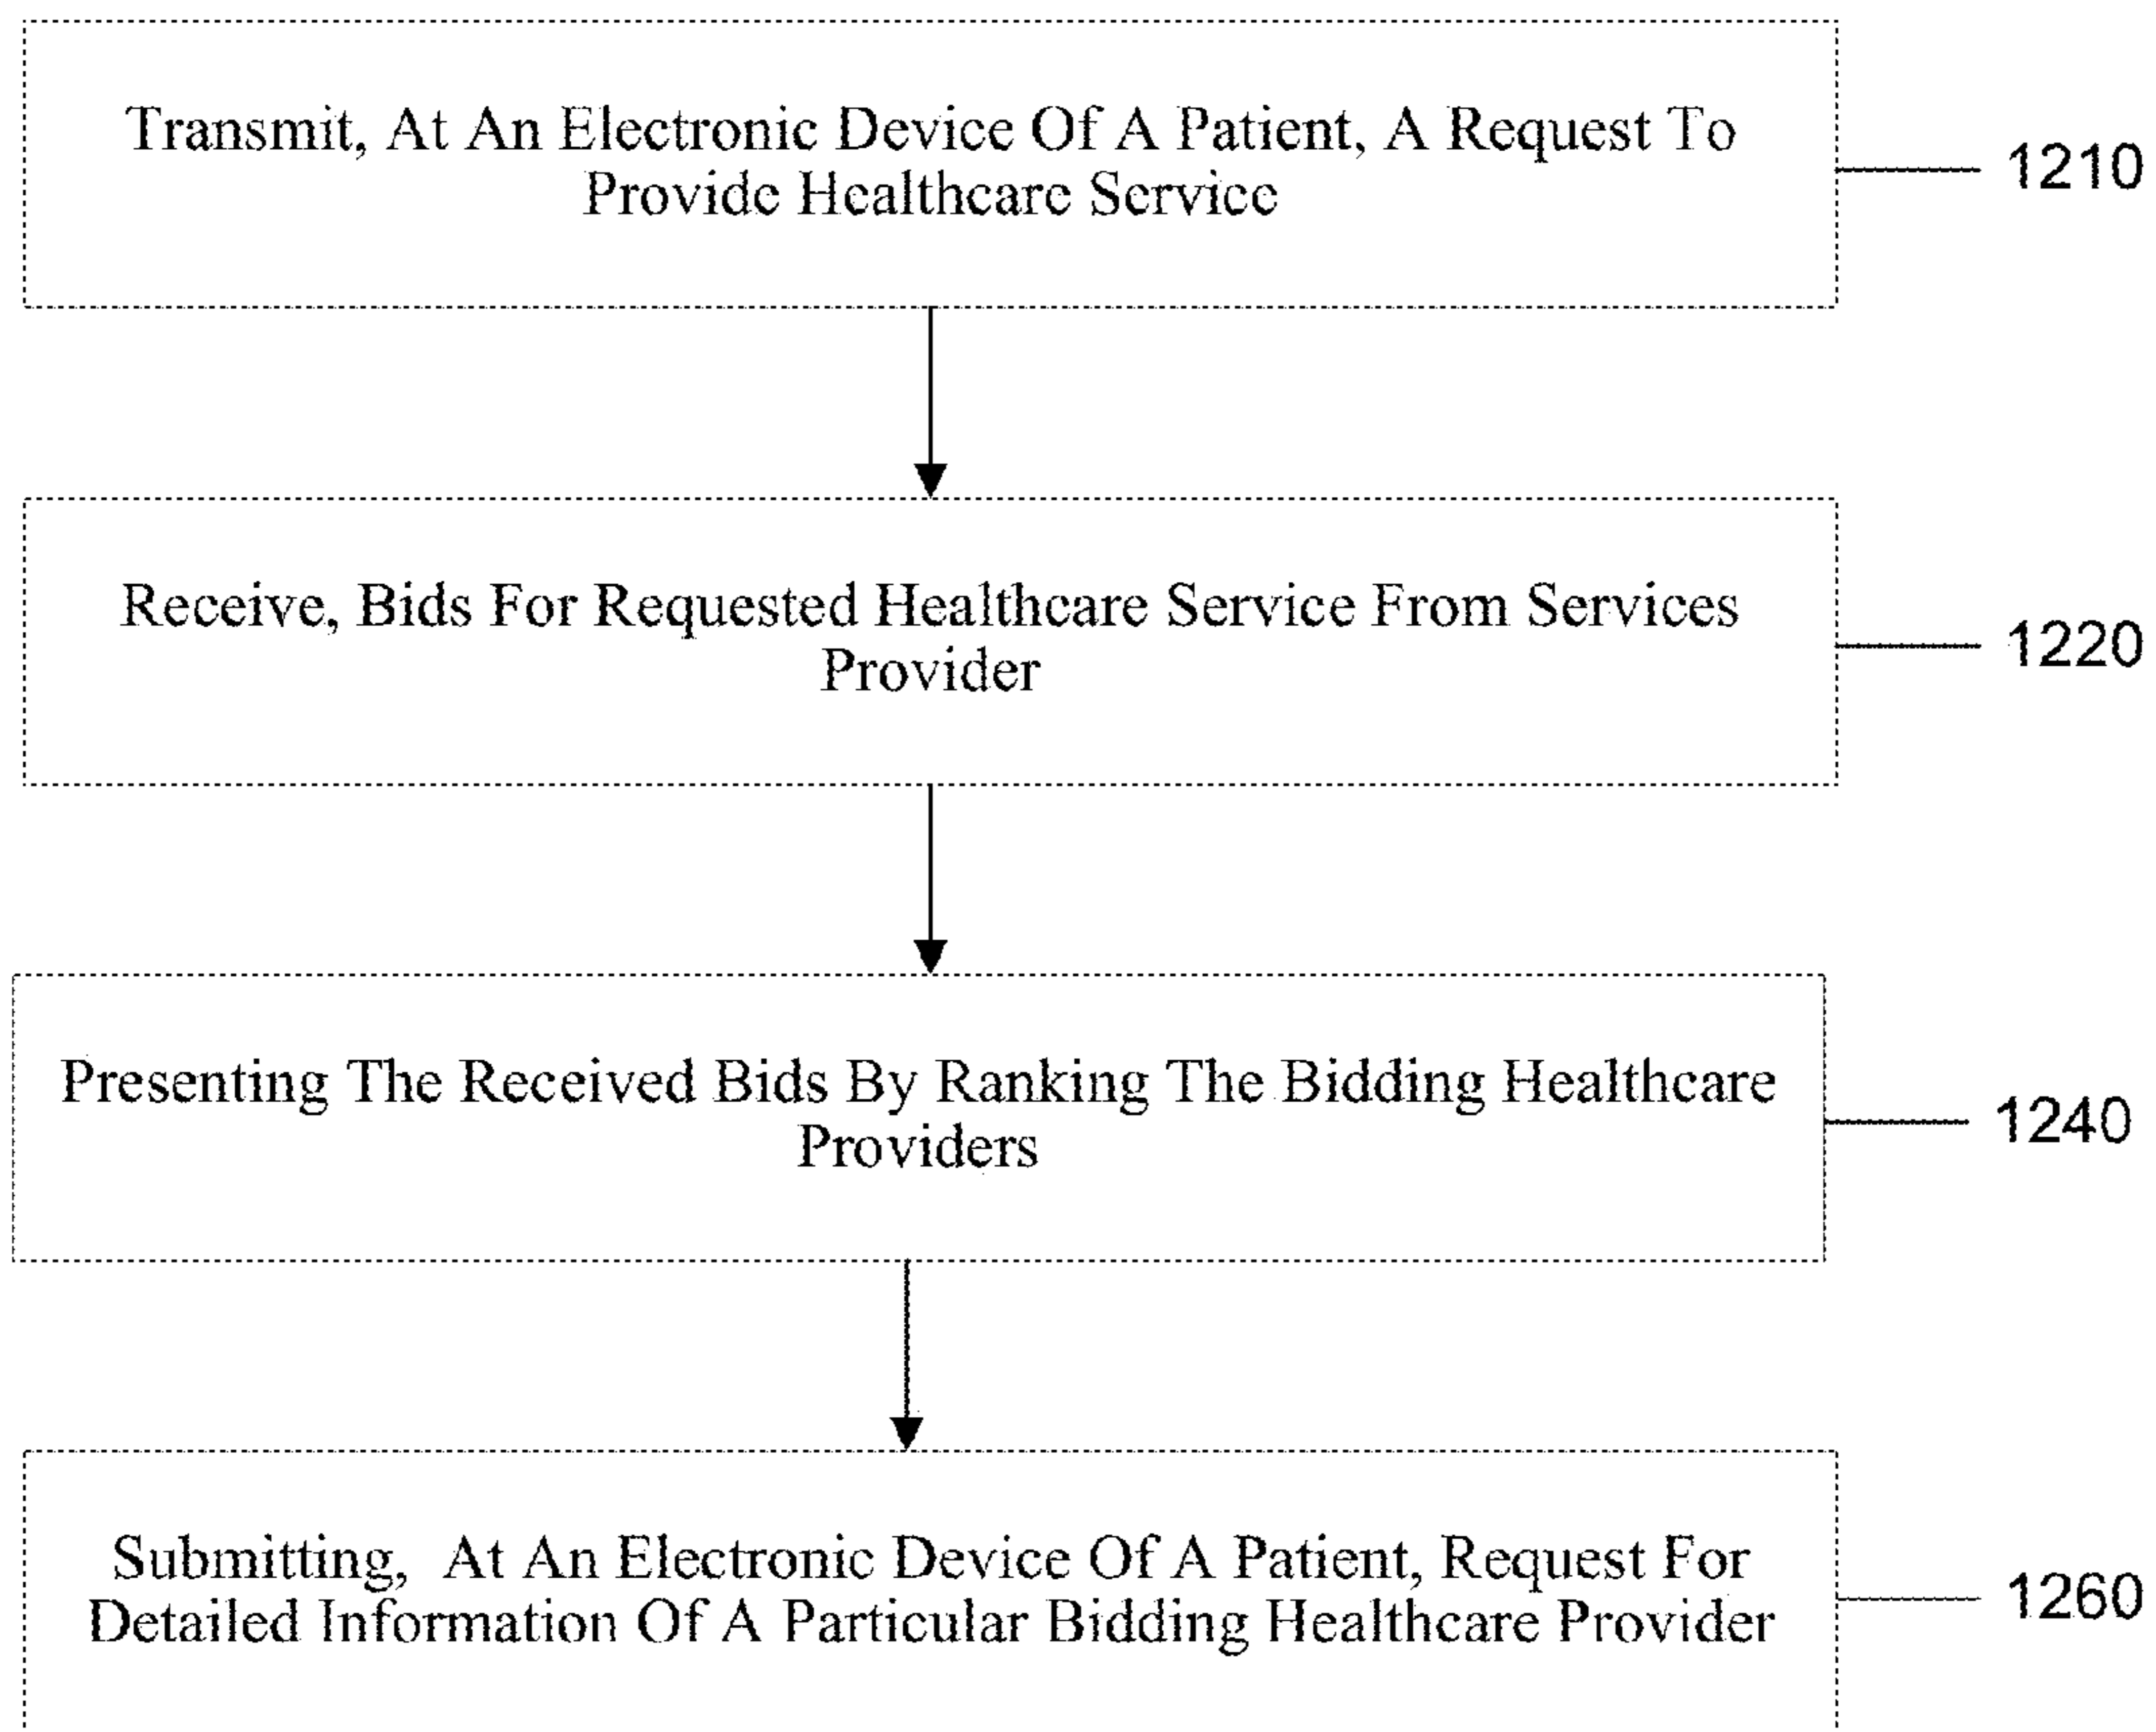 Transmit, At An Electronic Device Of A Patient, A Request To
Provide Healthcare Service
1210
Receive, Bids For Requested Healthcare Service From Services
Provider
1220
Presenting The Received Bids By Ranking The Bidding Healthcare
Providers
1240
Submitting, At An Electronic Device Of A Patient, Request For
Detailed Information Of A Particular Bidding Healthcare Provider
1260